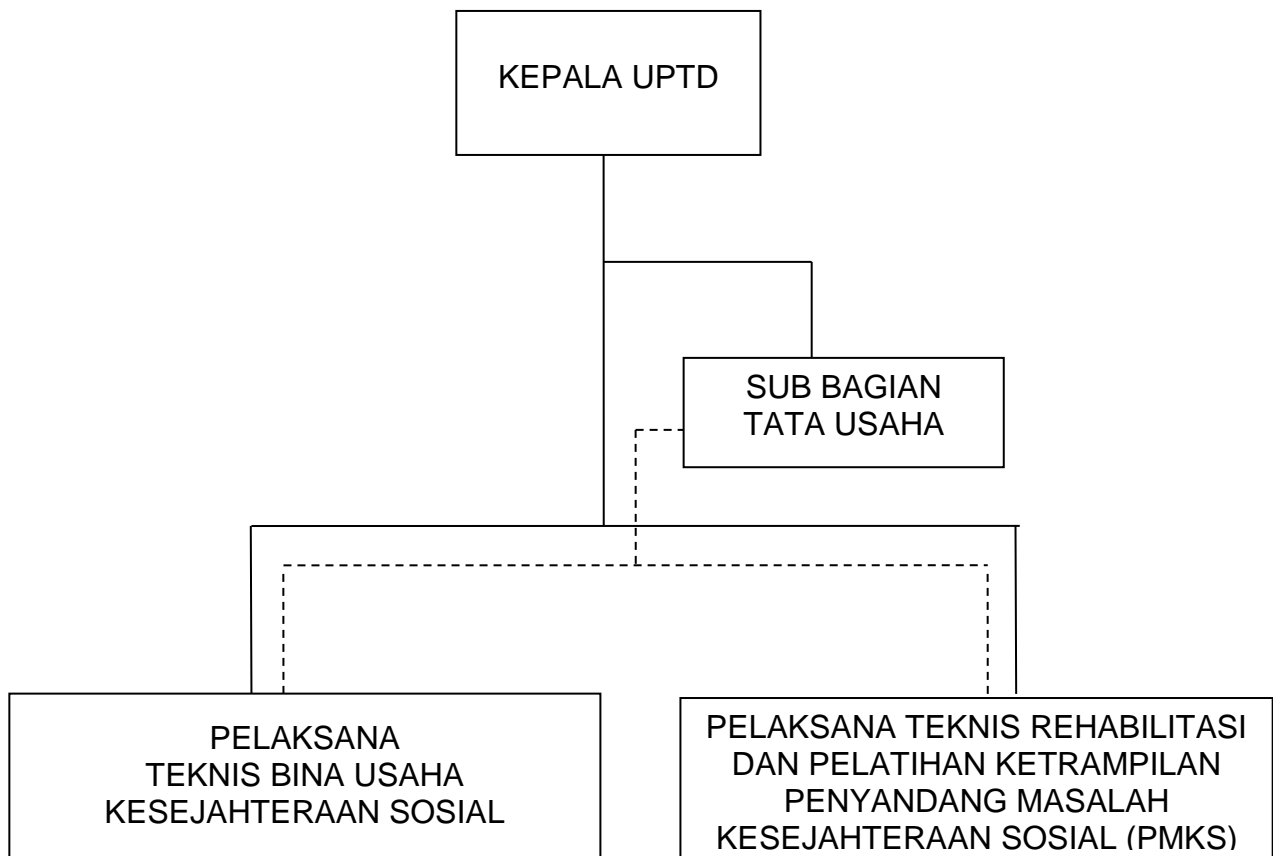 KEPALA UPTD
SUB BAGIAN
TATA USAHA
PELAKSANA
TEKNIS BINA USAHA
KESEJAHTERAAN SOSIAL
PELAKSANA TEKNIS REHABILITASI
DAN PELATIHAN KETRAMPILAN
PENYANDANG MASALAH
KESEJAHTERAAN SOSIAL (PMKS)